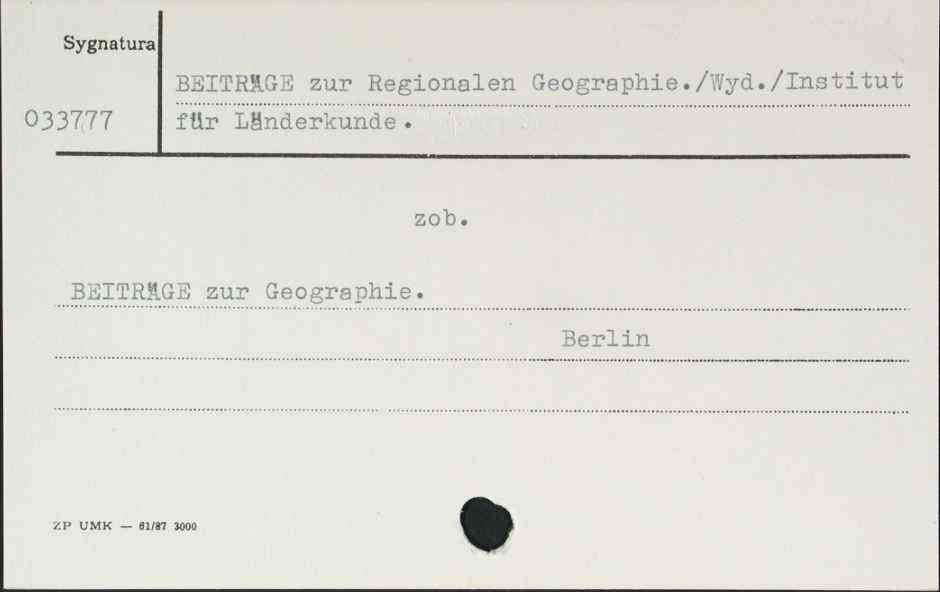 Sygnatura
BEITRÄGE zur Regionalen Geographie./Wyd./Institut
033777
für Länderkunde.
zob.
BEITRÄGE zur Geographie.
Berlin
ZP UMK — 61/87 3000